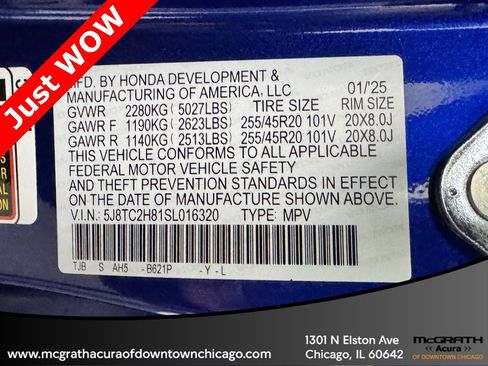 Just WOW
MFD. BY HONDA DEVELOPMENT &
MANUFACTURING OF AMERICA, LLC 01/'25
GVWR 2280KG (5027LBS) TIRE SIZE RIM SIZE
GAWR F 1190KG (2623LBS) 255/45R20 101V 20X8.0J
GAWR R 1140KG (2513LBS) 255/45R20 101V 20X8.0J
THIS VEHICLE CONFORMS TO ALL APPLICABLE
FEDERAL MOTOR VEHICLE SAFETY
AND THEFT PREVENTION STANDARDS IN EFFECT
ON THE DATE OF MANUFACTURE SHOWN ABOVE.
V.I.N.: 5J8TC2H81SL016320 TYPE: MPV
TJB S AH5 - B621P - Y - L
www.mcgrathacuraofdowntownchicago.com
1301 N Elston Ave
Chicago, IL 60642
McGRATH
Acura
OF DOWNTOWN CHICAGO